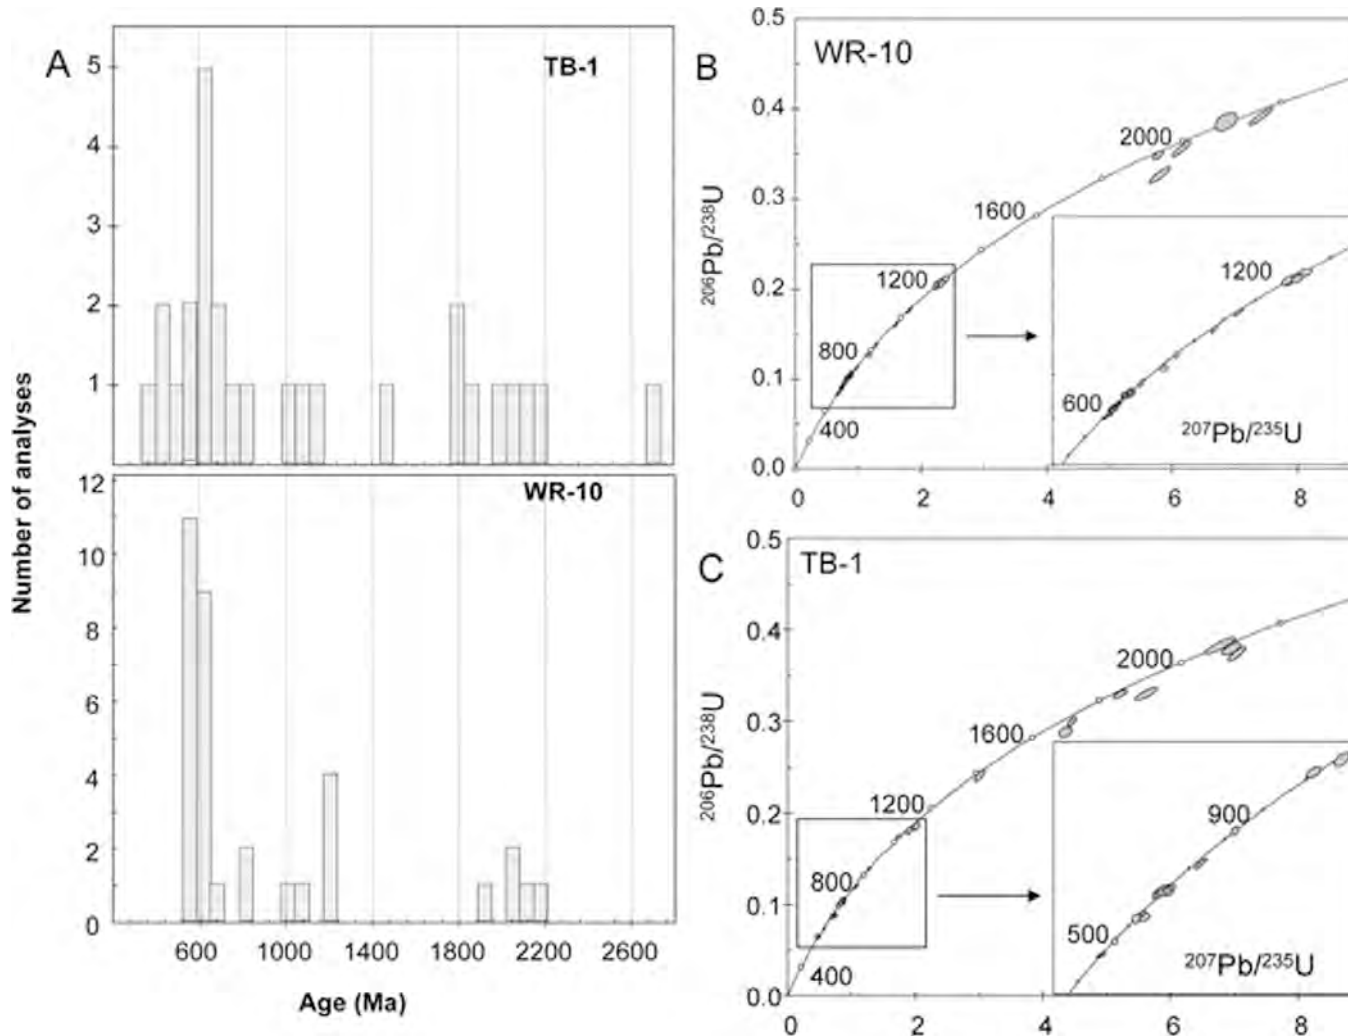 A
TB-1
5
4
3
2
1
Number of analyses
WR-10
12
10
8
6
4
2
0
600 1000 1400 1800 2200 2600
Age (Ma)
B
WR-10
0.5
0.4
0.3
0.2
0.1
0.0
²⁰⁶Pb/²³⁸U
2000
1600
1200
800
400
1200
600
²⁰⁷Pb/²³⁵U
0 2 4 6 8
C
TB-1
0.5
0.4
0.3
0.2
0.1
0.0
²⁰⁶Pb/²³⁸U
2000
1600
1200
800
400
900
500
²⁰⁷Pb/²³⁵U
0 2 4 6 8